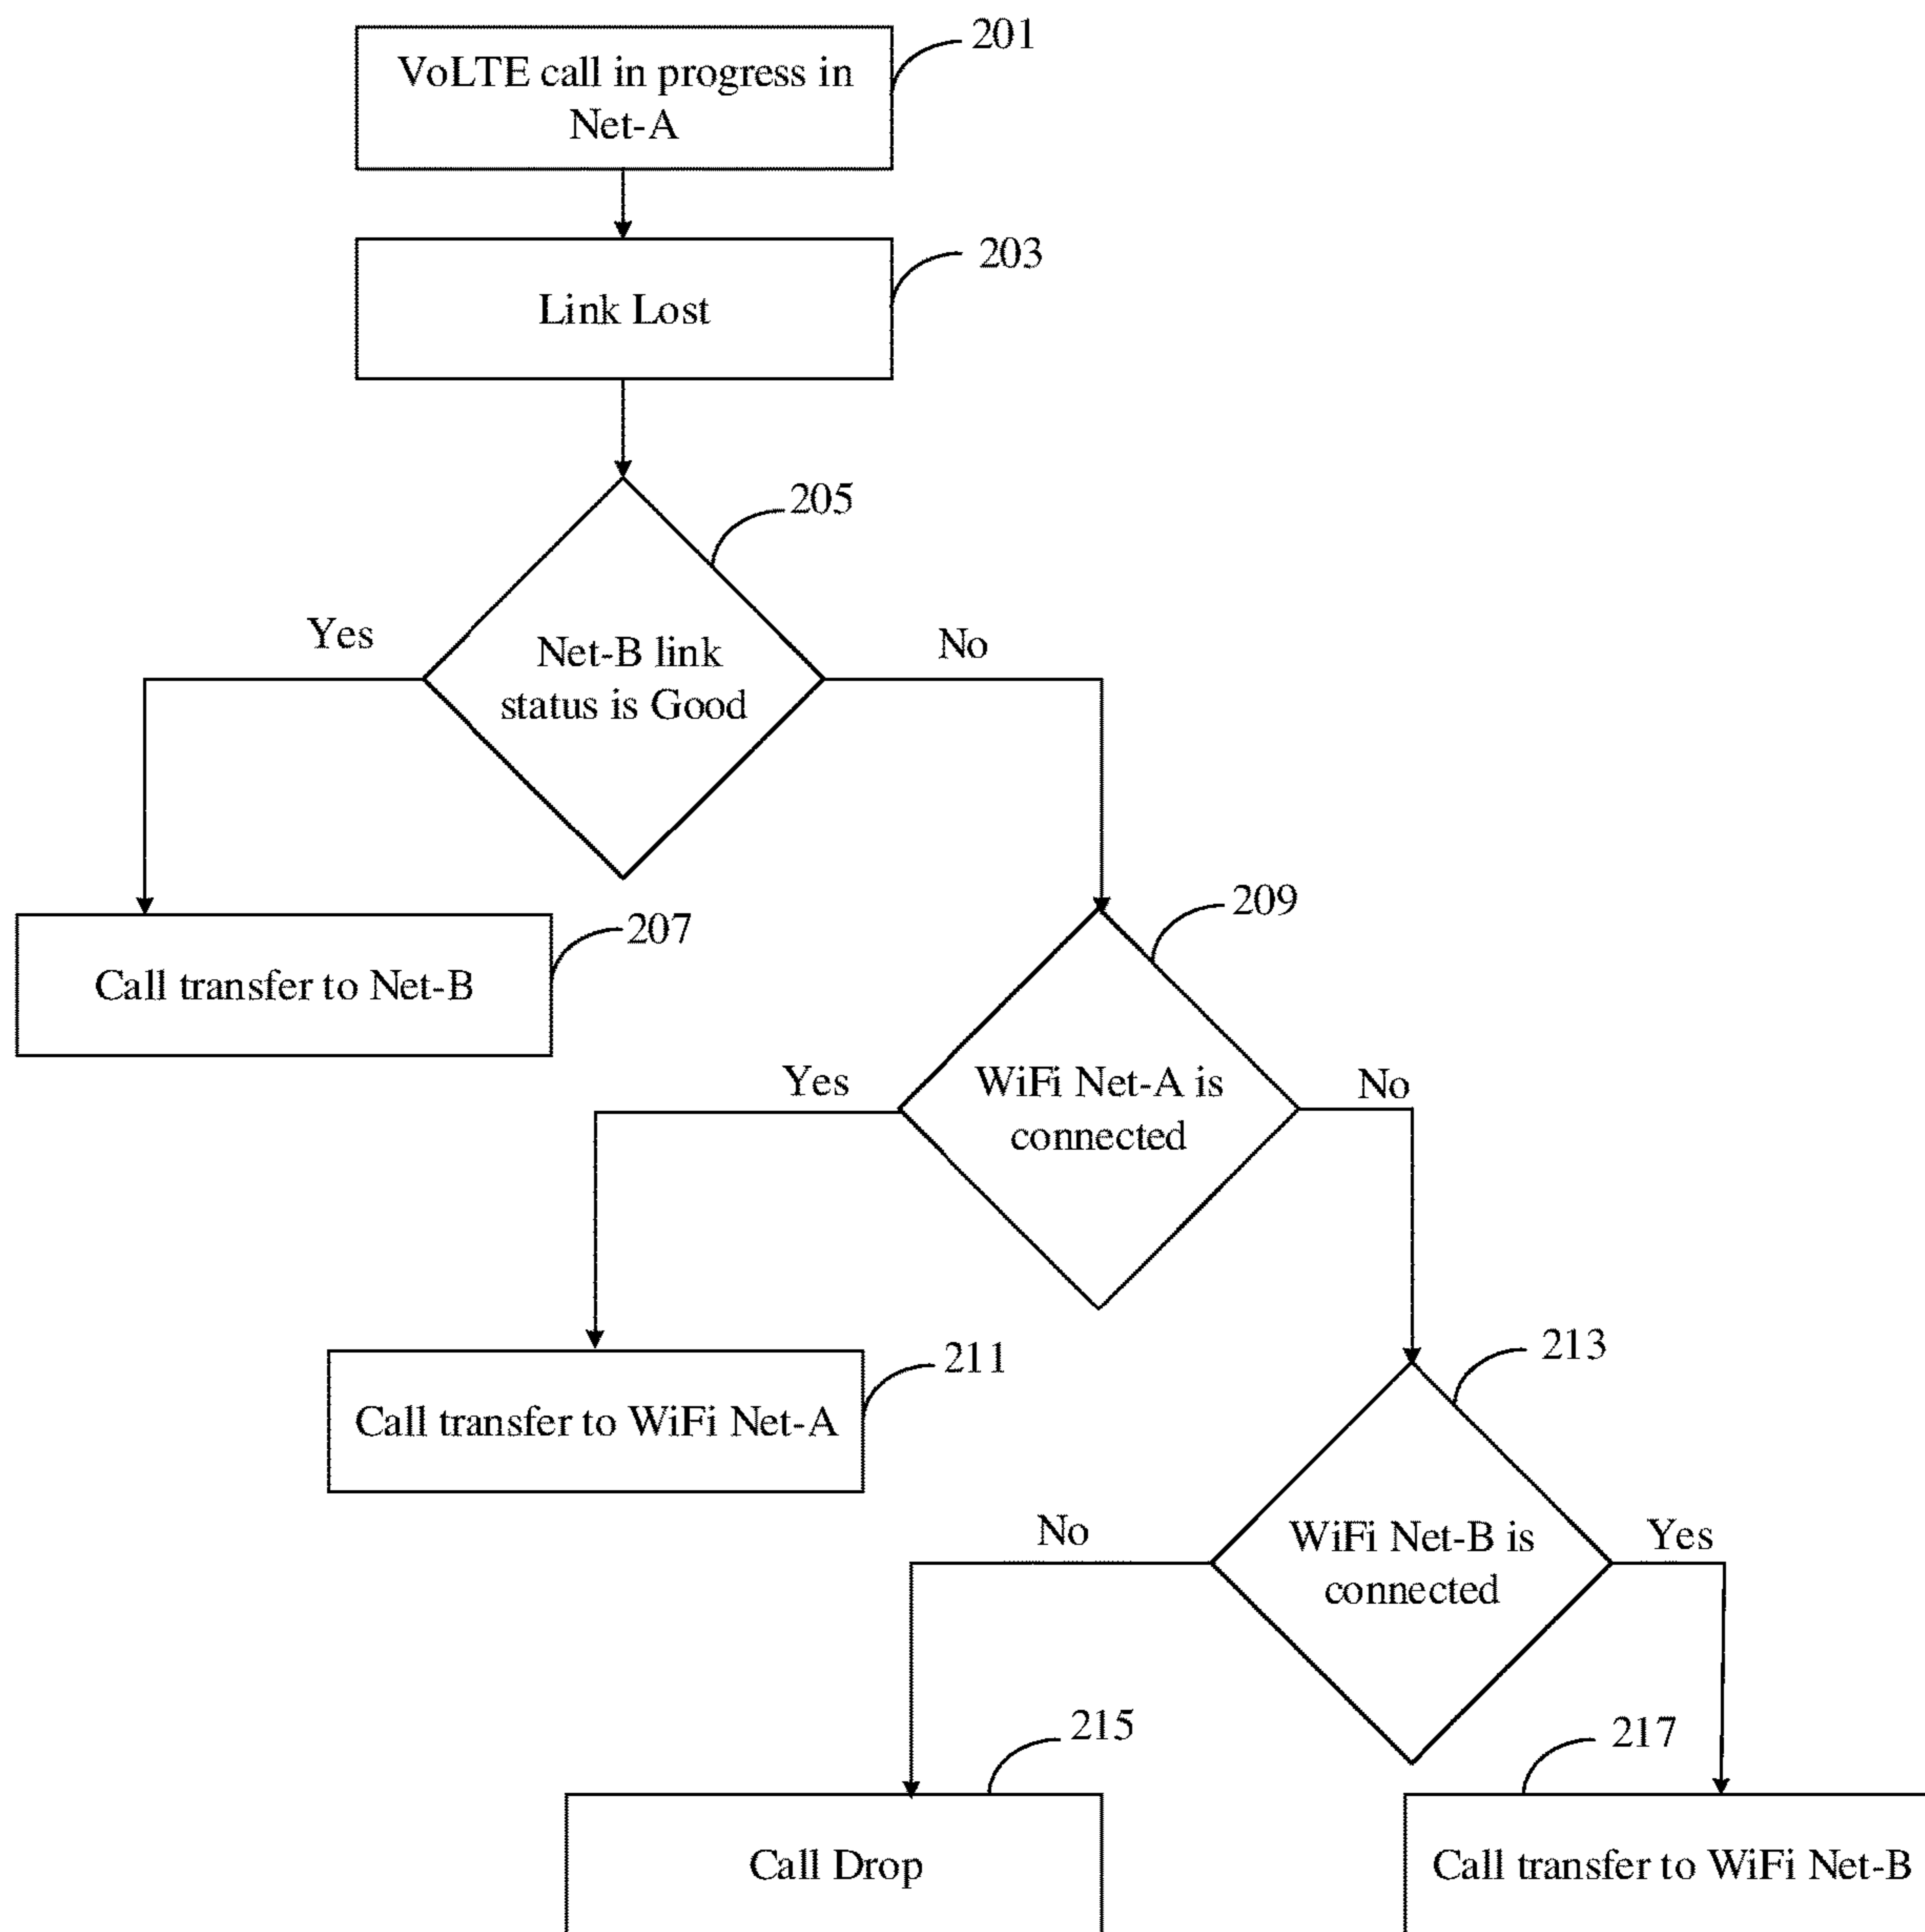 201
VoLTE call in progress in
Net-A
203
Link Lost
205
Yes
No
Net-B link
status is Good
209
207
Call transfer to Net-B
Yes
No
WiFi Net-A is
connected
213
211
Call transfer to WiFi Net-A
No
Yes
WiFi Net-B is
connected
215
217
Call Drop
Call transfer to WiFi Net-B